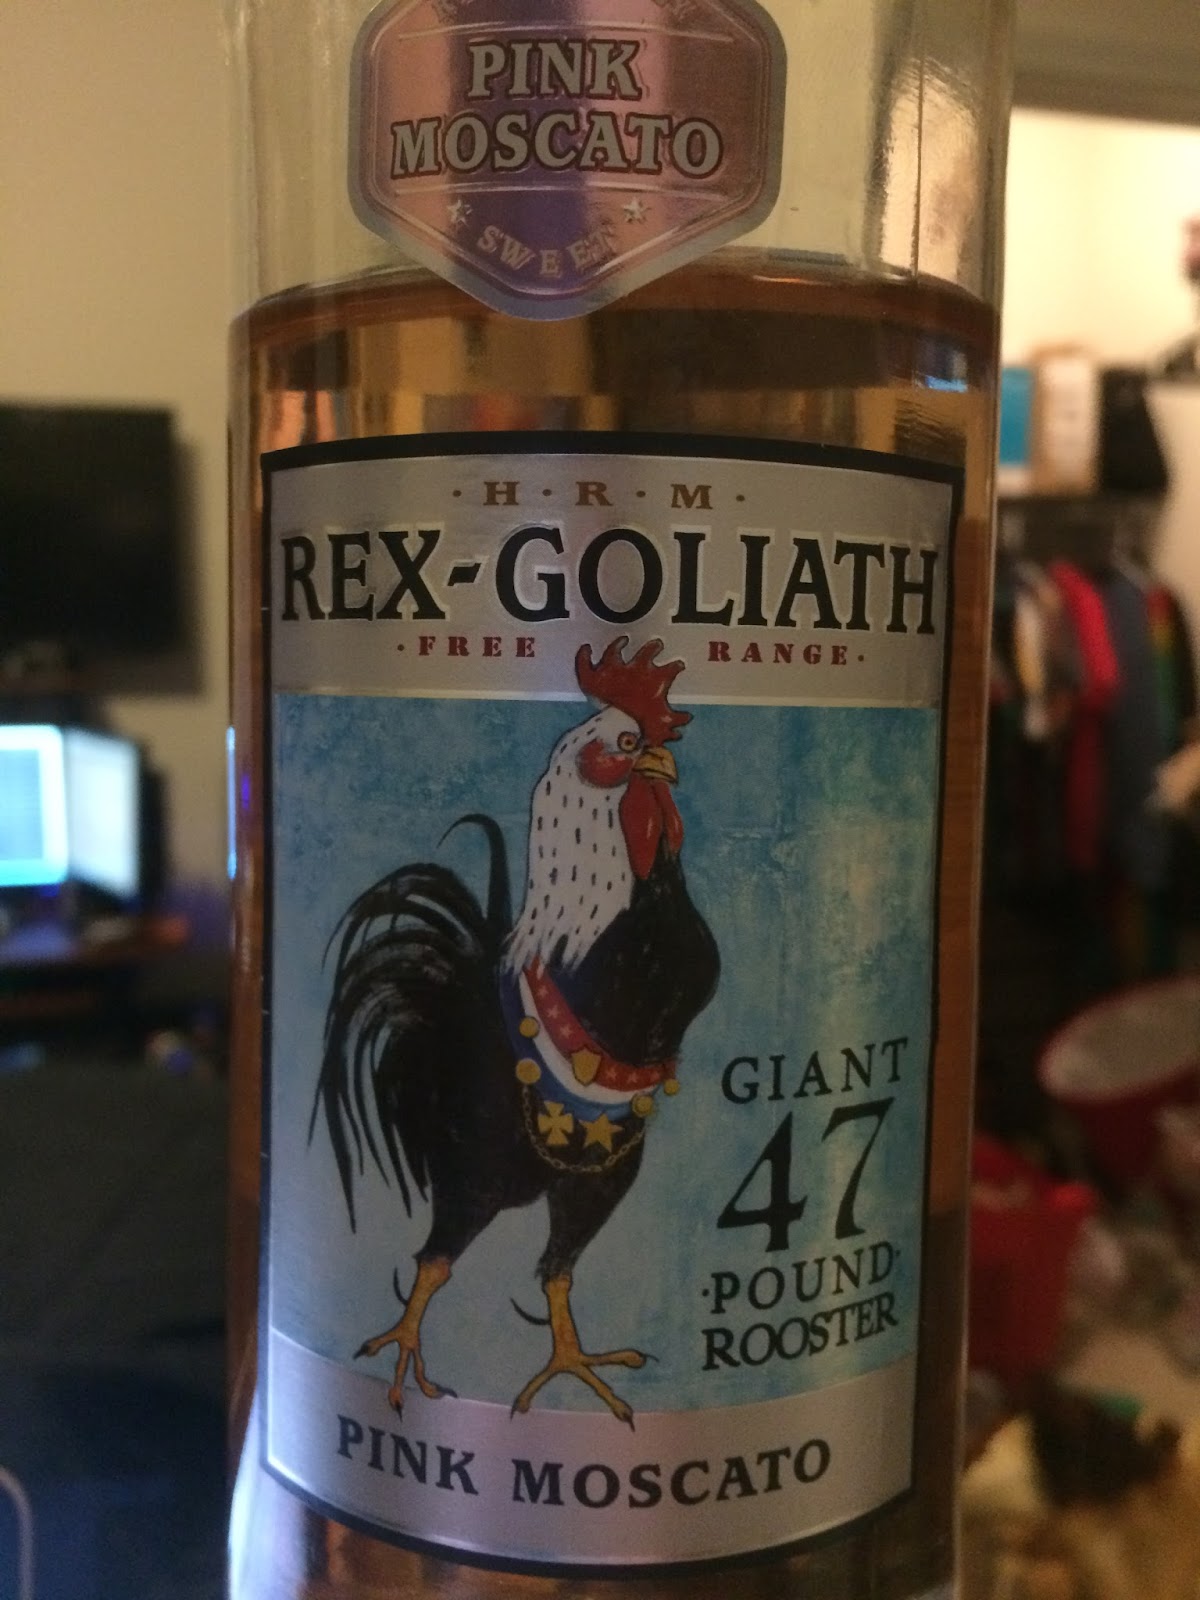 PINK
MOSCATO
SWEET
· H · R · M ·
REX-GOLIATH
· FREE RANGE ·
GIANT
47
· POUND ·
ROOSTER
PINK MOSCATO